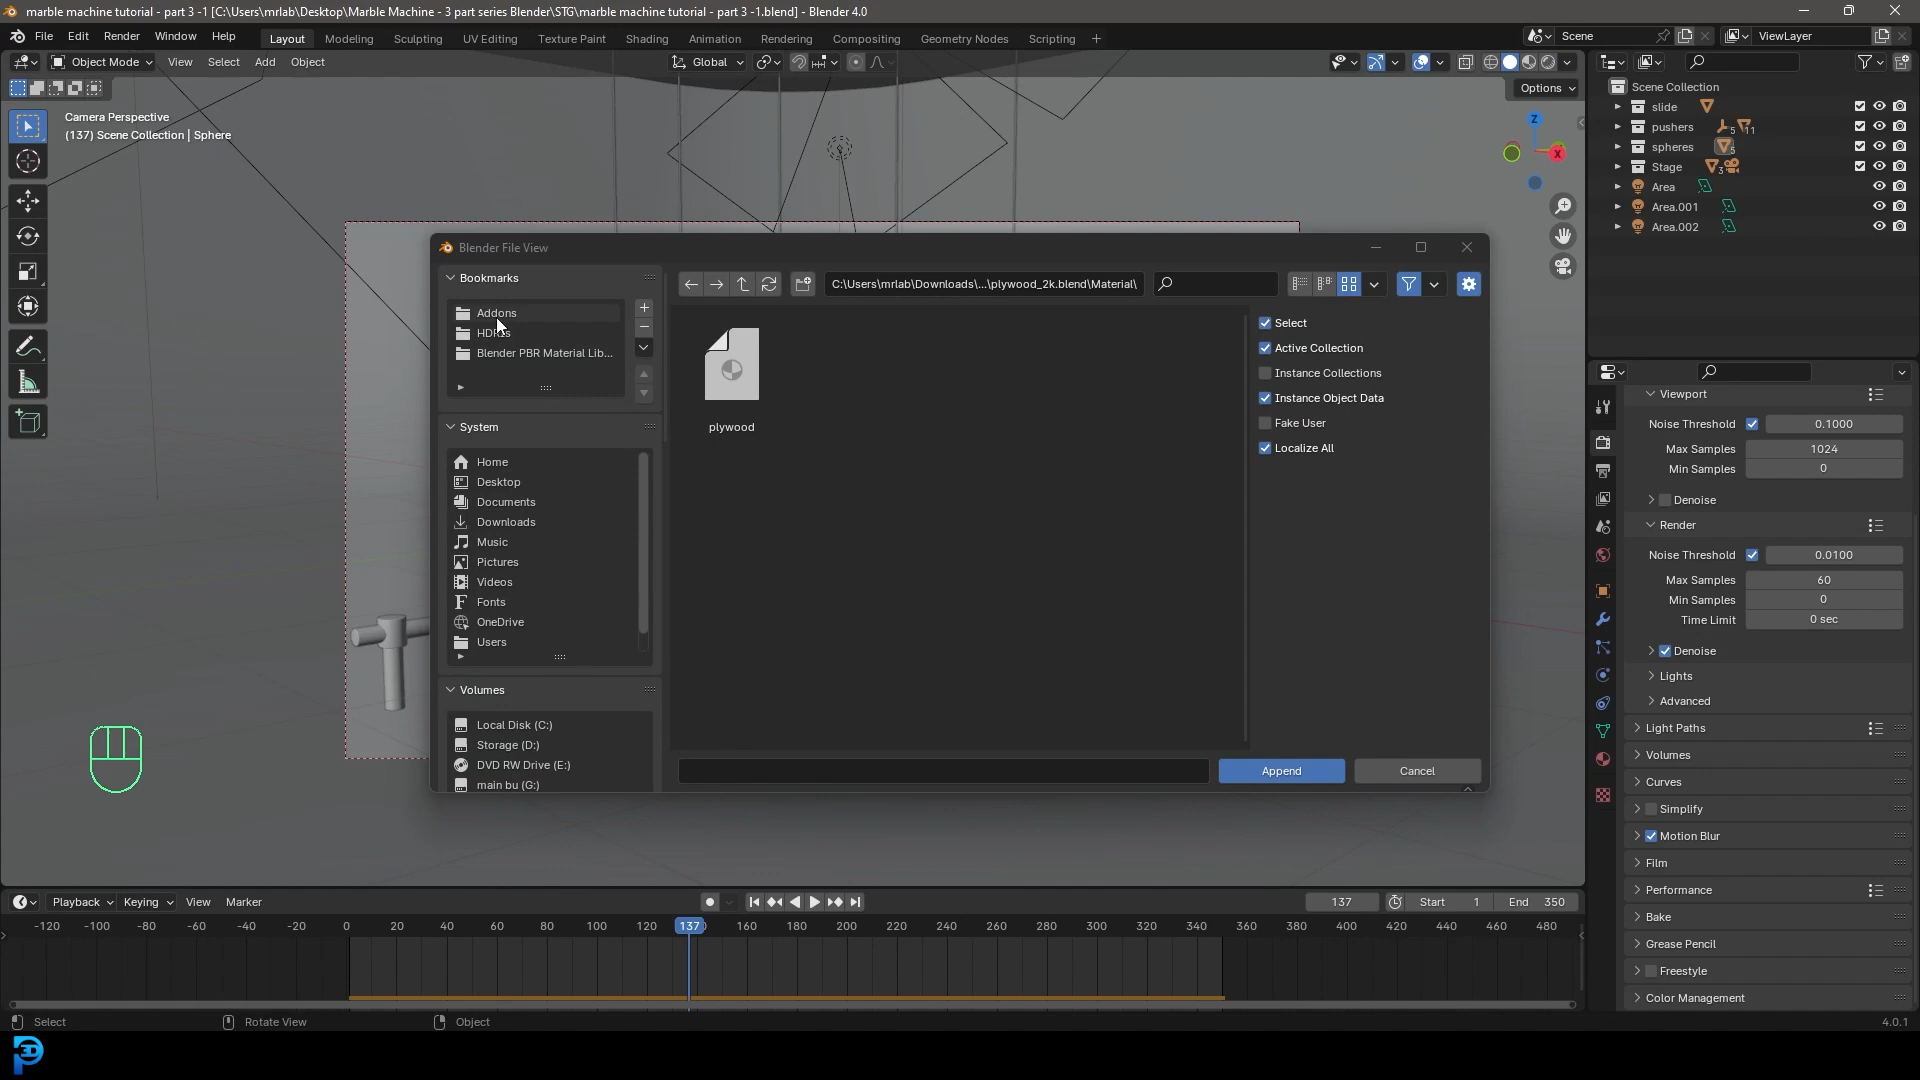 marble machine tutorial - part 3 -1 [C:\Users\mrlab\Desktop\Marble Machine - 3 part series Blender\STG\marble machine tutorial - part 3 -1.blend] - Blender 4.0
File Edit Render Window Help Layout Modeling Sculpting UV Editing Texture Paint Shading Animation Rendering Compositing Geometry Nodes Scripting + Scene ViewLayer
Object Mode View Select Add Object Global
Options
Camera Perspective
(137) Scene Collection | Sphere
Z
X
Scene Collection
slide
pushers 5 11
spheres 5
Stage 3
Area
Area.001
Area.002
Blender File View
Bookmarks
Addons
HDRIs
Blender PBR Material Lib...
C:\Users\mrlab\Downloads\...\plywood_2k.blend\Material\
plywood
Select
Active Collection
Instance Collections
Instance Object Data
Fake User
Localize All
System
Home
Desktop
Documents
Downloads
Music
Pictures
Videos
Fonts
OneDrive
Users
Volumes
Local Disk (C:)
Storage (D:)
DVD RW Drive (E:)
main bu (G:)
Append Cancel
Viewport
Noise Threshold 0.1000
Max Samples 1024
Min Samples 0
Denoise
Render
Noise Threshold 0.0100
Max Samples 60
Min Samples 0
Time Limit 0 sec
Denoise
Lights
Advanced
Light Paths
Volumes
Curves
Simplify
Motion Blur
Film
Performance
Bake
Grease Pencil
Freestyle
Color Management
Playback Keying View Marker 137 Start 1 End 350
-120 -100 -80 -60 -40 -20 0 20 40 60 80 100 120 137 160 180 200 220 240 260 280 300 320 340 360 380 400 420 440 460 480
Select Rotate View Object 4.0.1